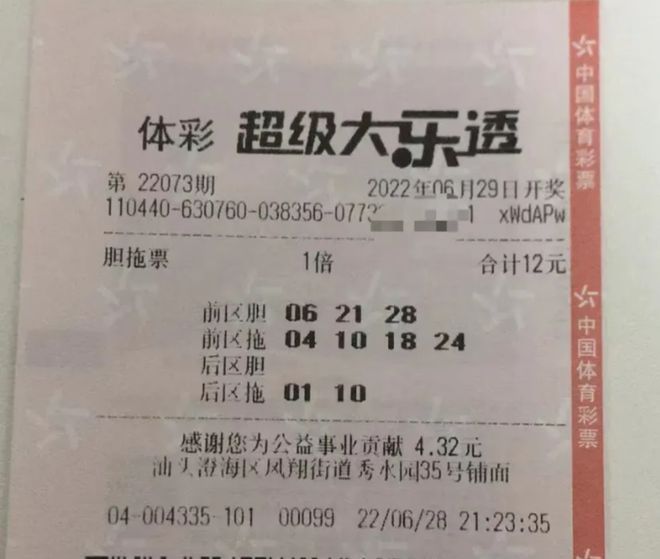 体彩 超级大乐透
第 22073期 2022年06月29日开奖
110440-630760-038356-0773 1 xWdAPw
胆拖票 1倍 合计12元
前区胆 06 21 28
前区拖 04 10 18 24
后区胆
后区拖 01 10
感谢您为公益事业贡献 4.32元
汕头澄海区凤翔街道秀水园35号铺面
04-004335-101 00099 22/06/28 21:23:35
中国体育彩票
中国体育彩票